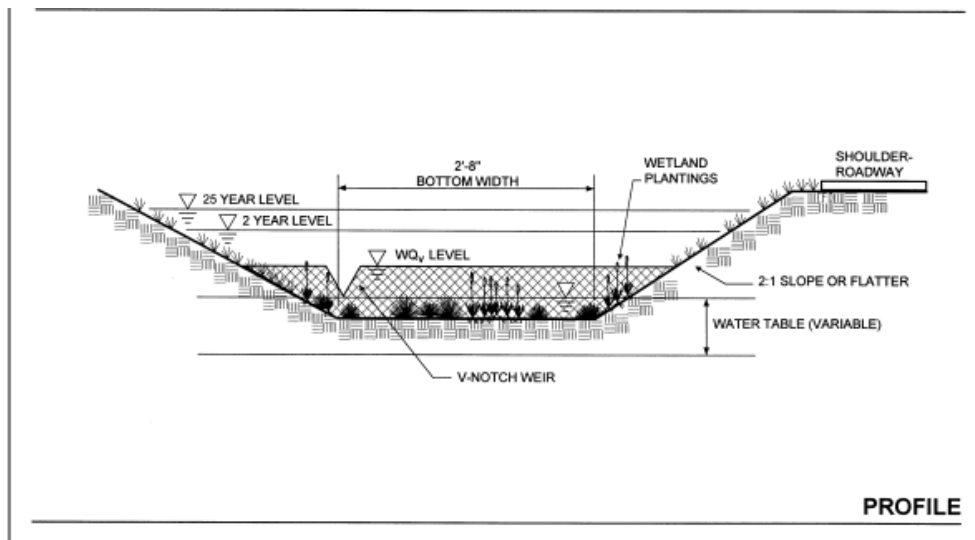 2'-8"
BOTTOM WIDTH
WETLAND
PLANTINGS
SHOULDER-
ROADWAY
25 YEAR LEVEL
2 YEAR LEVEL
WQv LEVEL
2:1 SLOPE OR FLATTER
WATER TABLE (VARIABLE)
V-NOTCH WEIR
PROFILE